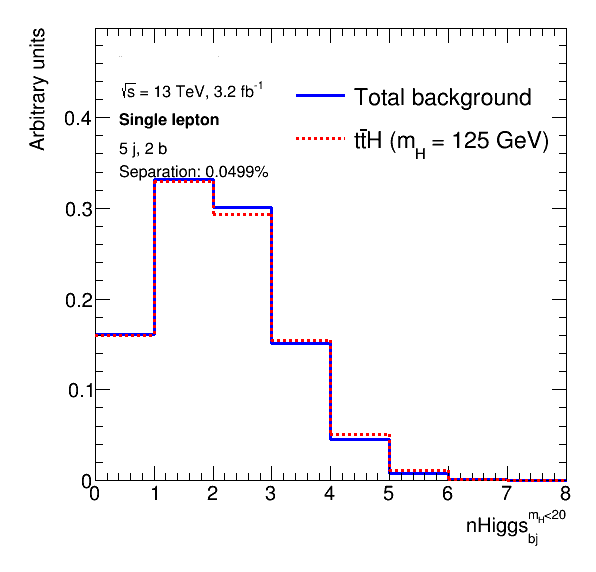 Arbitrary units
√s = 13 TeV, 3.2 fb⁻¹
Single lepton
5 j, 2 b
Separation: 0.0499%
Total background
tt̄H (m_H = 125 GeV)
0.4
0.3
0.2
0.1
0
0 1 2 3 4 5 6 7 8
nHiggs_bj^m_H<20